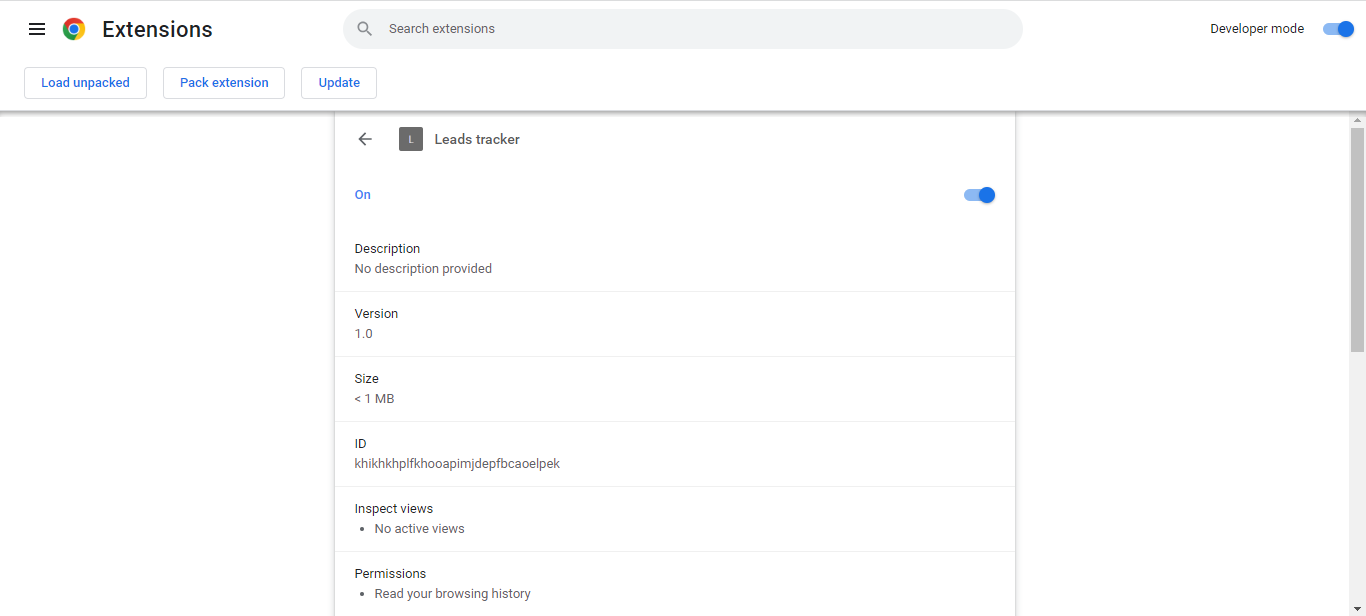 Extensions
Search extensions
Developer mode
Load unpacked
Pack extension
Update
L
Leads tracker
On
Description
No description provided
Version
1.0
Size
< 1 MB
ID
khikhkhplfkhooapimjdepfbcaoelpek
Inspect views
No active views
Permissions
Read your browsing history